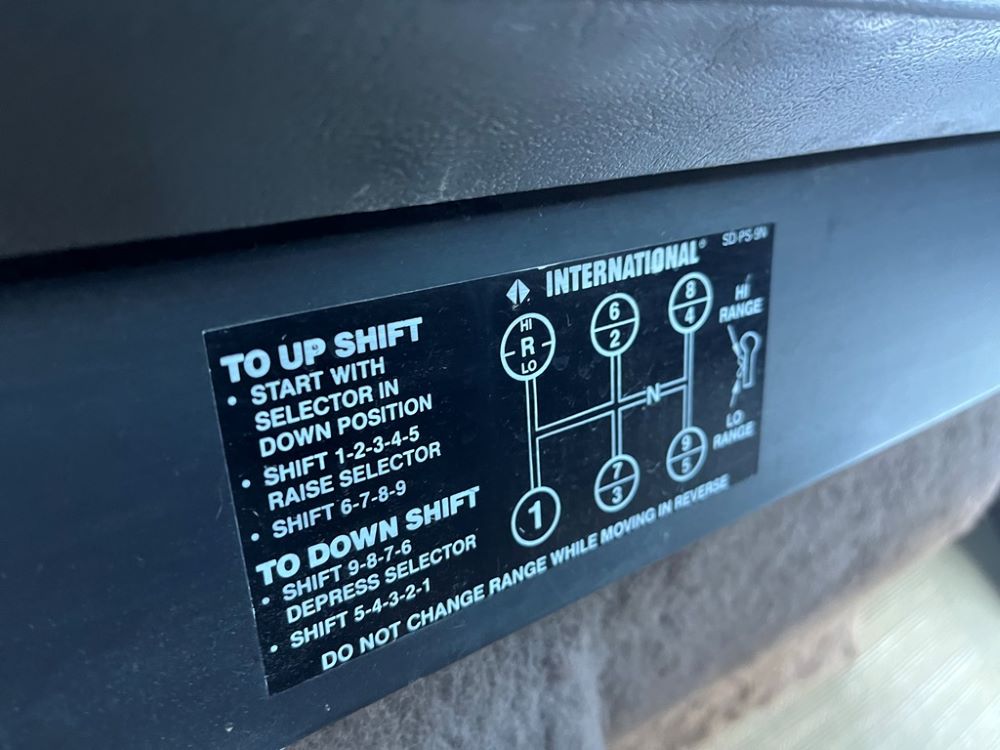 INTERNATIONAL®
SD-PS-9N
TO UP SHIFT
• START WITH
SELECTOR IN
DOWN POSITION
• SHIFT 1-2-3-4-5
RAISE SELECTOR
• SHIFT 6-7-8-9
TO DOWN SHIFT
• SHIFT 9-8-7-6
DEPRESS SELECTOR
• SHIFT 5-4-3-2-1
HI
R
LO
6
2
8
4
HI
RANGE
N
1
7
3
9
5
LO
RANGE
DO NOT CHANGE RANGE WHILE MOVING IN REVERSE